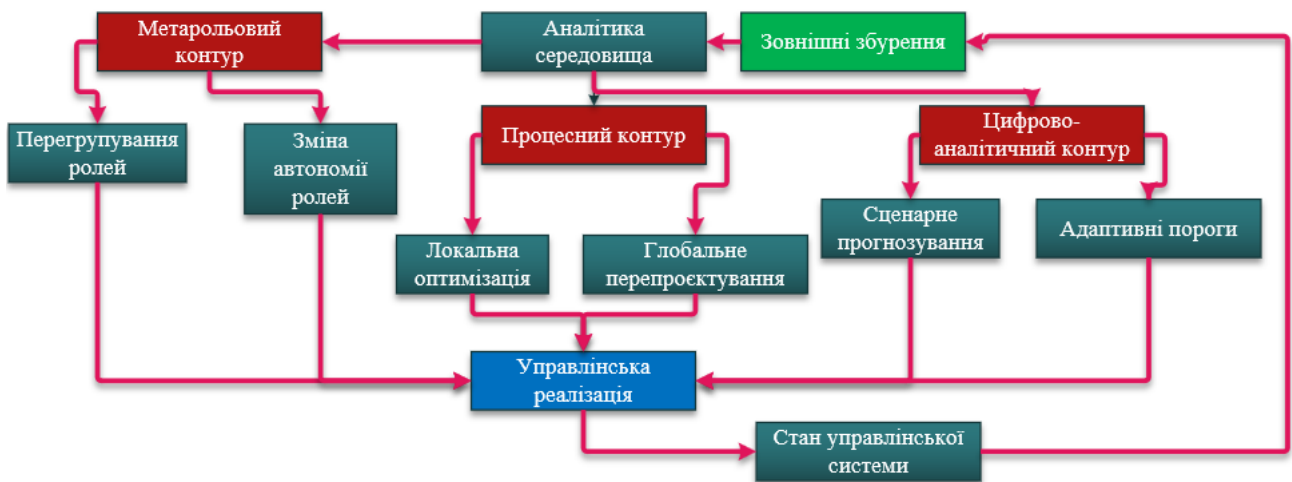 Метарольовий
контур
Аналітика
середовища
Зовнішні збурення
Перегрупування
ролей
Зміна
автономії
ролей
Процесний контур
Цифрово-
аналітичний контур
Локальна
оптимізація
Глобальне
перепроєктування
Сценарне
прогнозування
Адаптивні пороги
Управлінська
реалізація
Стан управлінської
системи